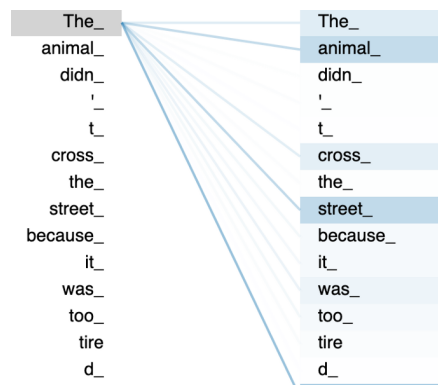 The_ The_
animal_ animal_
didn_ didn_
'_ '_
t_ t_
cross_ cross_
the_ the_
street_ street_
because_ because_
it_ it_
was_ was_
too_ too_
tire tire
d_ d_